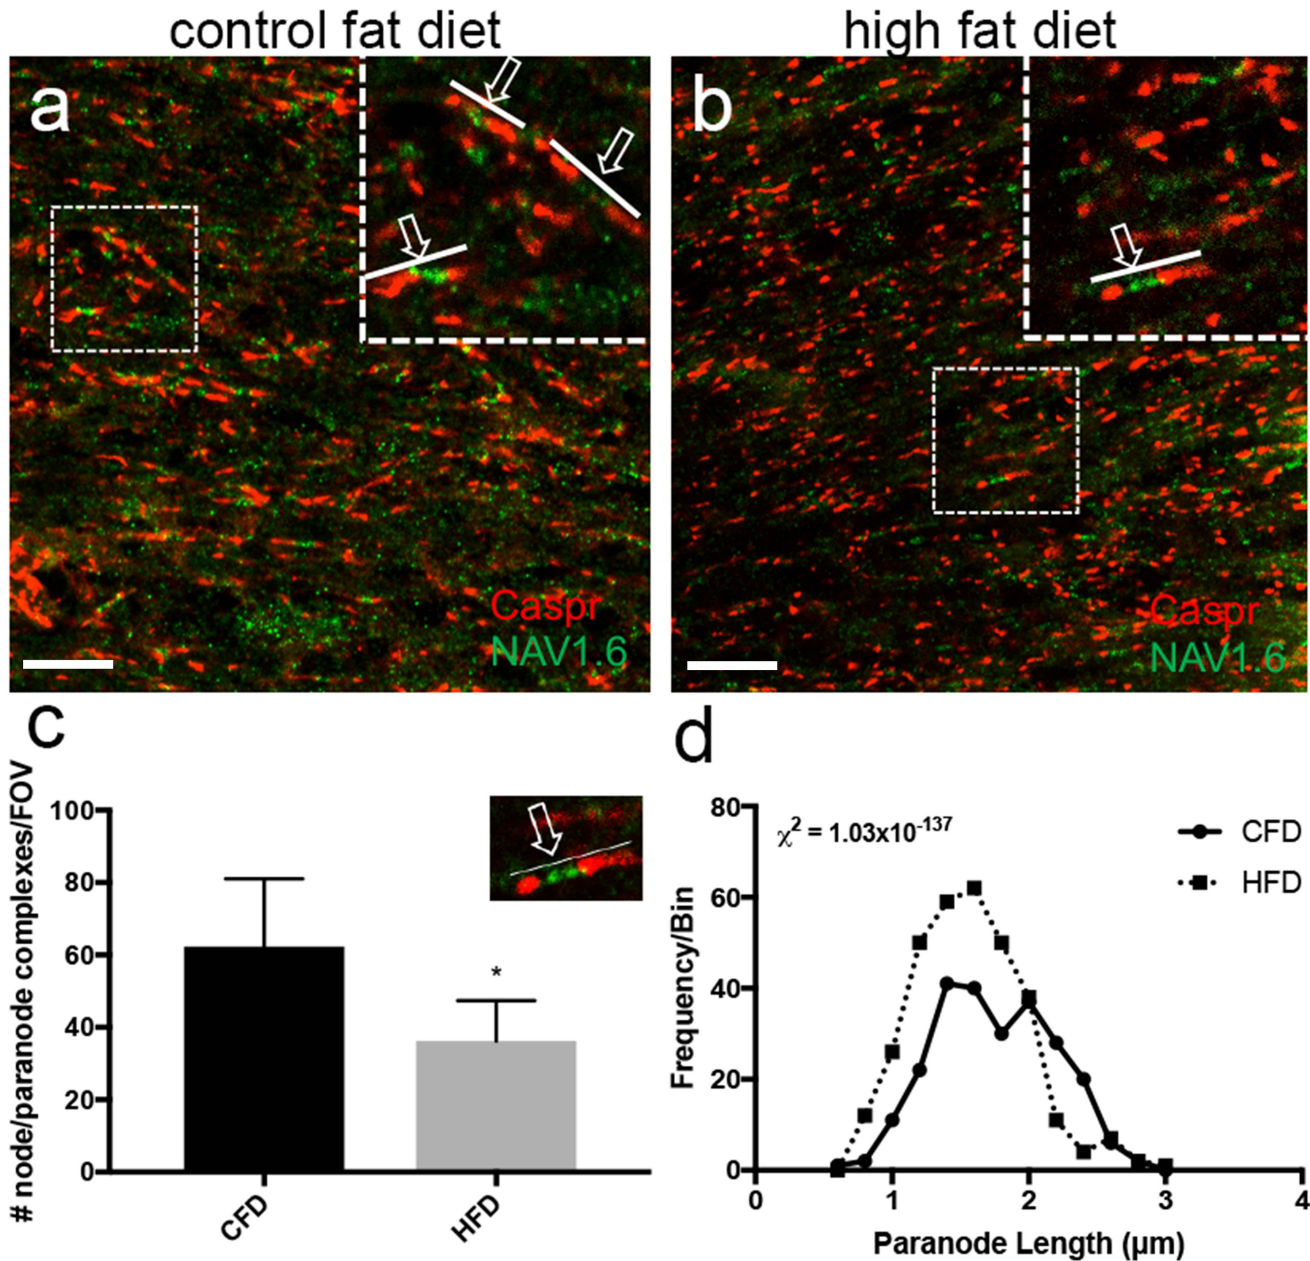 control fat diet
high fat diet
a
b
Caspr
NAV1.6
Caspr
NAV1.6
c
d
# node/paranode complexes/FOV
100
80
60
40
20
0
*
CFD
HFD
Frequency/Bin
80
60
40
20
0
χ² = 1.03x10⁻¹³⁷
CFD
HFD
0
1
2
3
4
Paranode Length (µm)